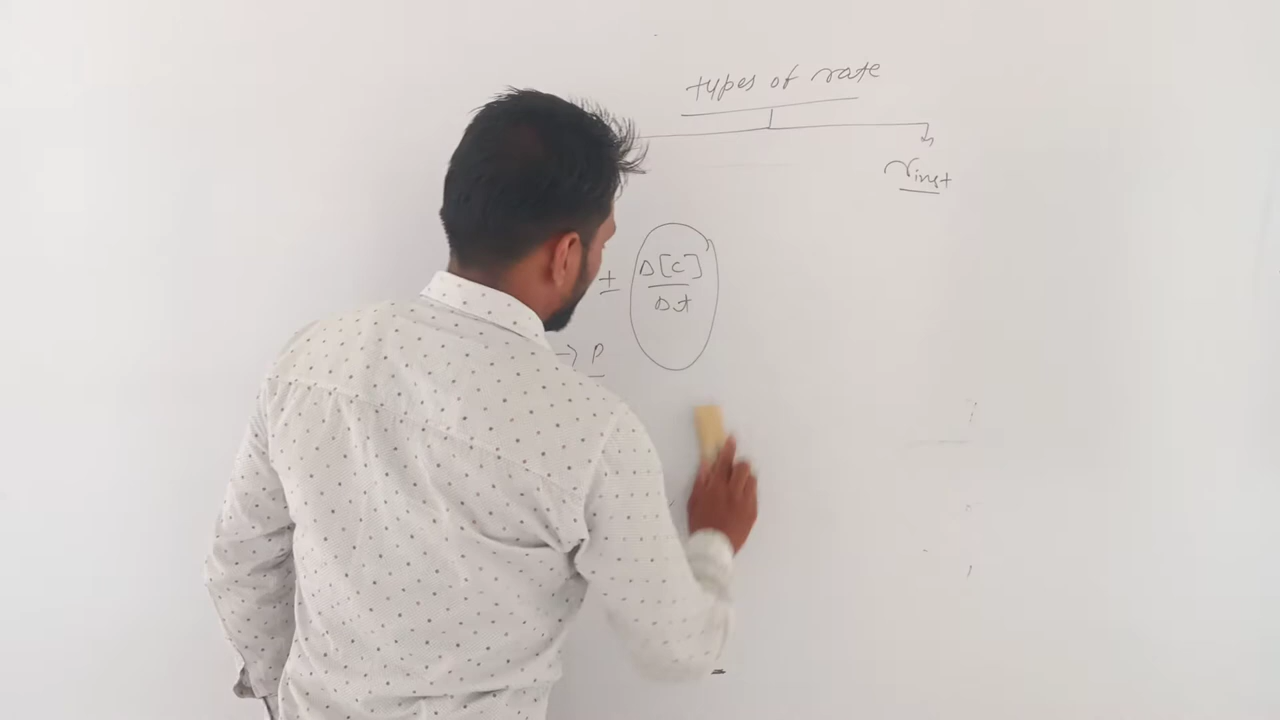 types of rate
rinst
± Δ[C]
Δt
→ P